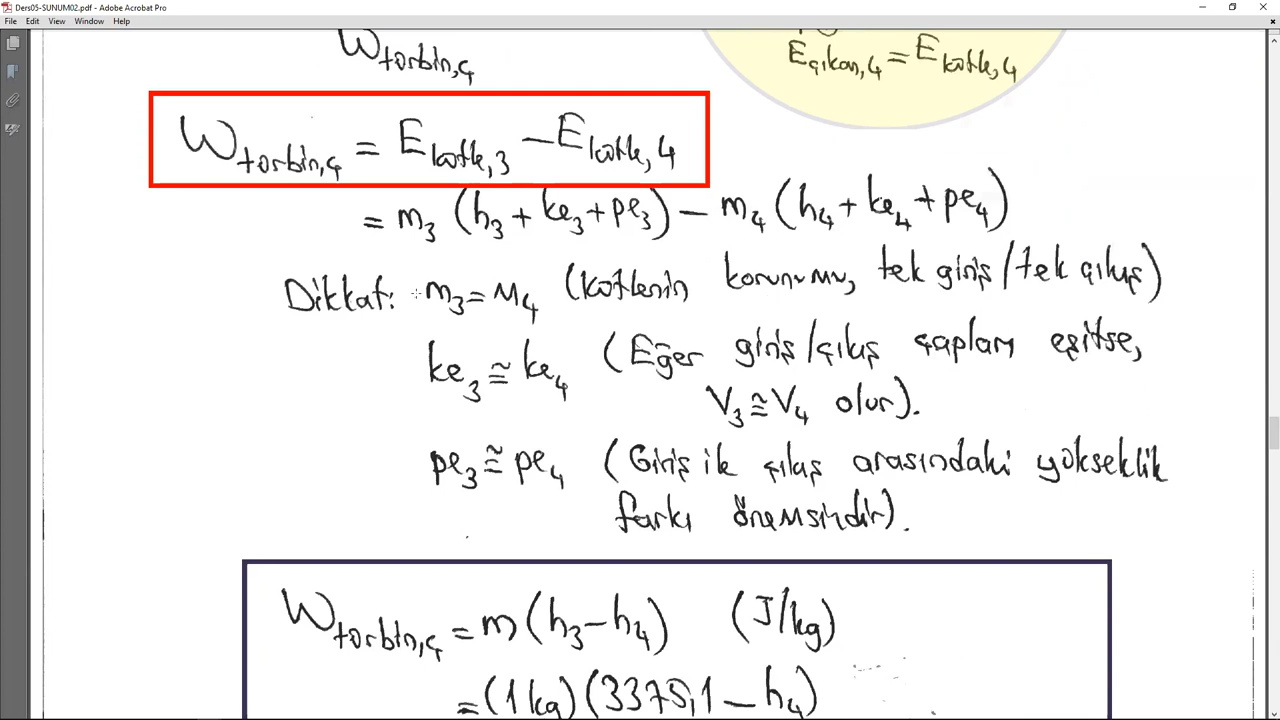 Ders05-SUNUM02.pdf - Adobe Acrobat Pro
File Edit View Window Help
W türbin,ç
E çıkan,4 = E kütle,4
W türbin,ç = E kütle,3 − E kütle,4
= m₃ (h₃ + ke₃ + pe₃) − m₄ (h₄ + ke₄ + pe₄)
Dikkat: m₃ = m₄ (Kütlenin korunumu, tek giriş/tek çıkış)
ke₃ ≅ ke₄ (Eğer giriş/çıkış çapları eşitse,
V₃ ≅ V₄ olur).
pe₃ ≅ pe₄ (Giriş ile çıkış arasındaki yükseklik
farkı önemsizdir).
W türbin,ç = m (h₃ − h₄) (J/kg)
= (1 kg) (3375,1 − h₄)